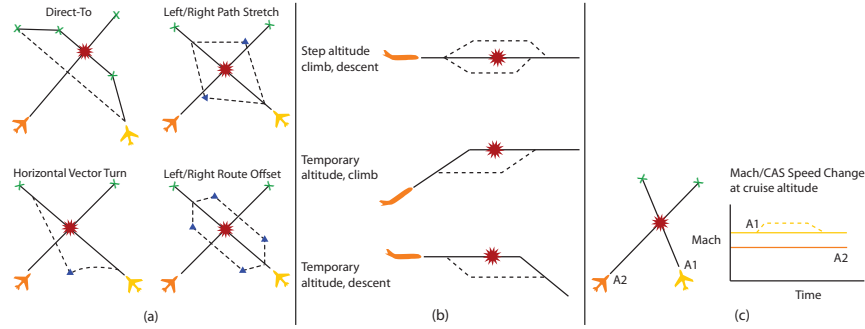 Direct-To
Left/Right Path Stretch
Horizontal Vector Turn
Left/Right Route Offset
(a)
Step altitude
climb, descent
Temporary
altitude, climb
Temporary
altitude, descent
(b)
Mach/CAS Speed Change
at cruise altitude
A1
Mach
A2
A2
A1
Time
(c)